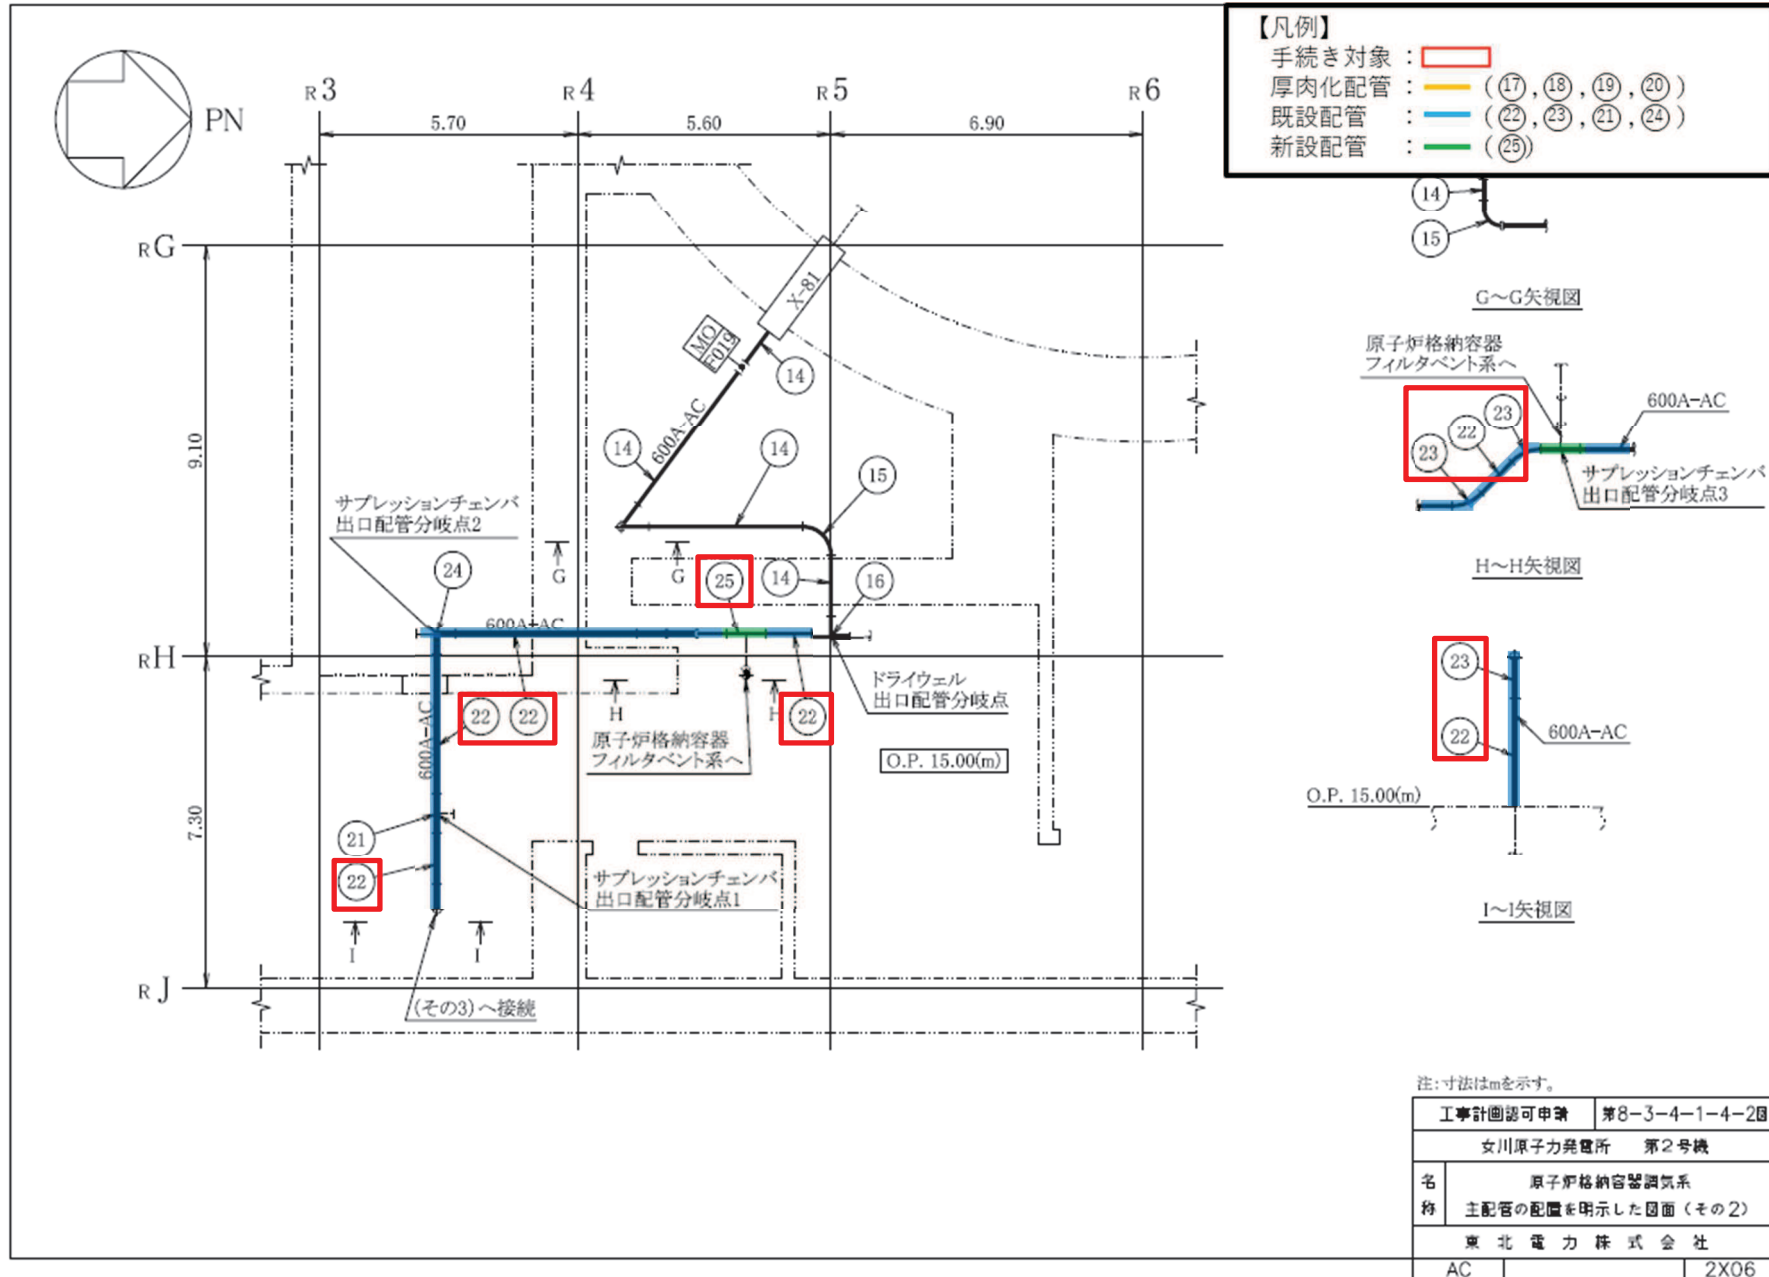 【凡例】
手続き対象 :
厚肉化配管 : (⑰, ⑱, ⑲, ⑳)
既設配管 : (㉒, ㉓, ㉑, ㉔)
新設配管 : (㉕)
PN
R3 R4 R5 R6
5.70 5.60 6.90
RG
RH
RJ
9.10
7.30
X-81
MO
F019
14
600A-AC
14
14
15
サプレッションチェンバ
出口配管分岐点2
24
G G
25
14
16
600A-AC
ドライウェル
出口配管分岐点
22 22
H H
22
600A-AC
原子炉格納容器
フィルタベント系へ
O.P. 15.00(m)
21
22
サプレッションチェンバ
出口配管分岐点1
I I
(その3)へ接続
14
15
G~G矢視図
原子炉格納容器
フィルタベント系へ
23
22
23
600A-AC
サプレッションチェンバ
出口配管分岐点3
H~H矢視図
23
22
600A-AC
O.P. 15.00(m)
I~I矢視図
注:寸法はmを示す。
工事計画認可申請 第8-3-4-1-4-2図
女川原子力発電所 第2号機
名称
原子炉格納容器調気系
主配管の配置を明示した図面(その2)
東北電力株式会社
AC 2X06